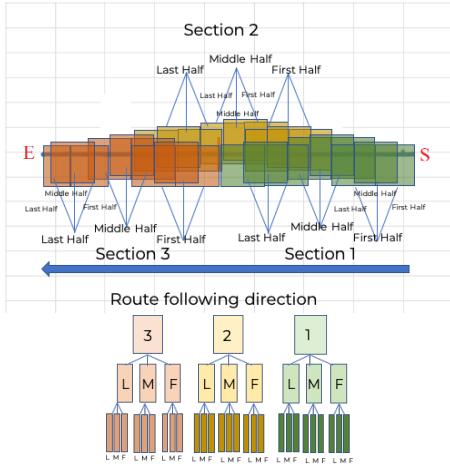 Section 2
Middle Half
Last Half First Half
Last Half First Half
Middle Half
E S
Middle Half Middle Half
Last Half First Half Last Half First Half
Middle Half Middle Half
Last Half First Half Last Half First Half
Section 3 Section 1
Route following direction
3 2 1
L M F L M F L M F
L M F L M F L M F L M F L M F L M F L M F L M F L M F